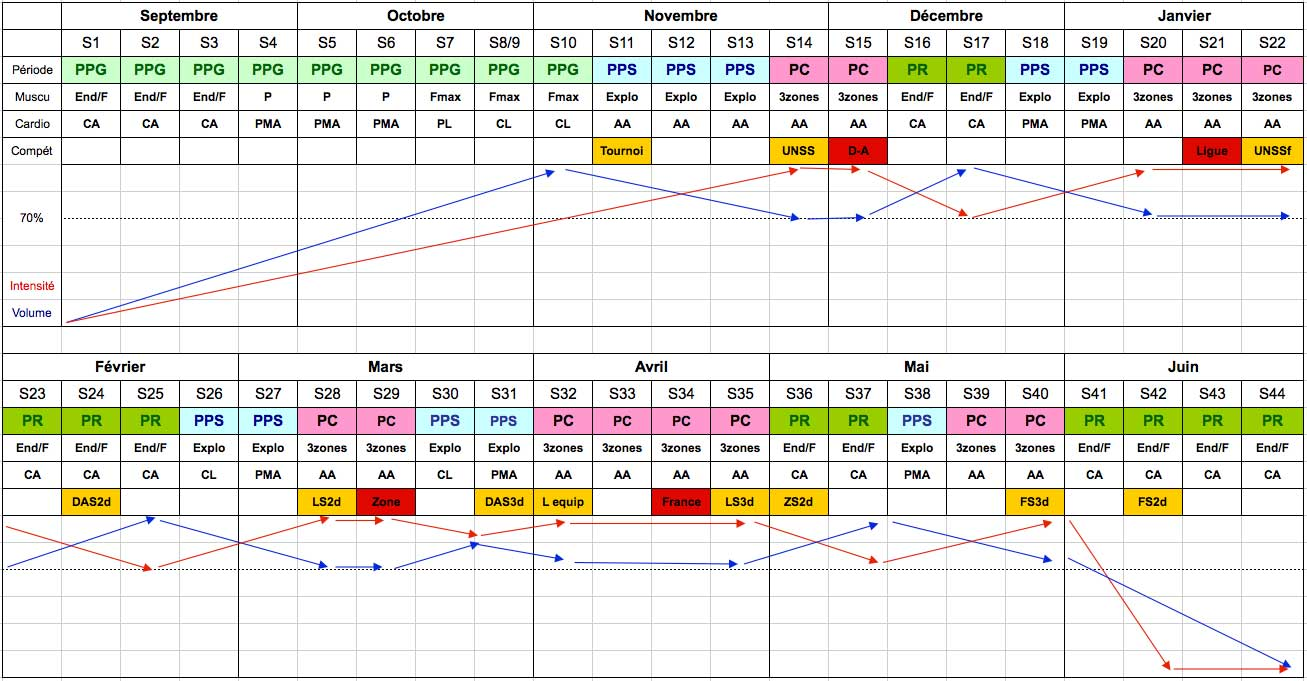 Septembre Octobre Novembre Décembre Janvier
S1 S2 S3 S4 S5 S6 S7 S8/9 S10 S11 S12 S13 S14 S15 S16 S17 S18 S19 S20 S21 S22
Période PPG PPG PPG PPG PPG PPG PPG PPG PPG PPS PPS PPS PC PC PR PR PPS PPS PC PC PC
Muscu End/F End/F End/F P P P Fmax Fmax Fmax Explo Explo Explo 3zones 3zones End/F End/F Explo Explo 3zones 3zones 3zones
Cardio CA CA CA PMA PMA PMA PL CL CL AA AA AA AA AA CA CA PMA PMA AA AA AA
Compét Tournoi UNSS D-A Ligue UNSSf
70%
Intensité
Volume
Février Mars Avril Mai Juin
S23 S24 S25 S26 S27 S28 S29 S30 S31 S32 S33 S34 S35 S36 S37 S38 S39 S40 S41 S42 S43 S44
PR PR PR PPS PPS PC PC PPS PPS PC PC PC PC PR PR PPS PC PC PR PR PR PR
End/F End/F End/F Explo Explo 3zones 3zones Explo Explo 3zones 3zones 3zones 3zones End/F End/F Explo 3zones 3zones End/F End/F End/F End/F
CA CA CA CL PMA AA AA CL PMA AA AA AA AA CA CA PMA AA AA CA CA CA CA
DAS2d LS2d Zone DAS3d L equip France LS3d ZS2d FS3d FS2d